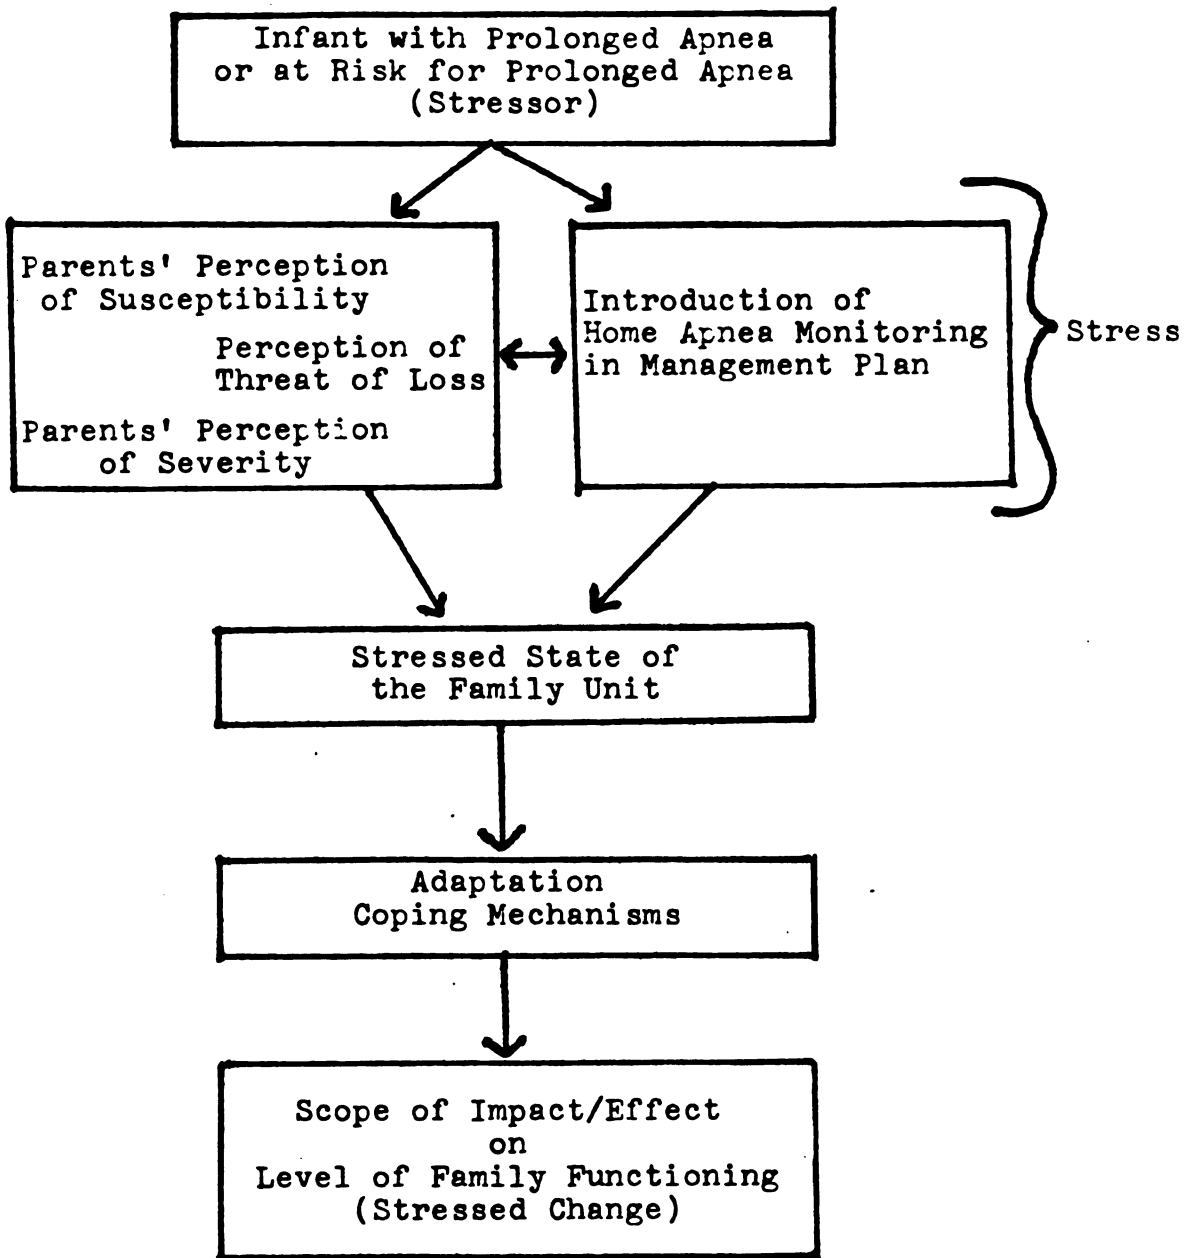 Infant with Prolonged Apnea
or at Risk for Prolonged Apnea
(Stressor)
Parents' Perception
of Susceptibility
Perception of
Threat of Loss
Parents' Perception
of Severity
Introduction of
Home Apnea Monitoring
in Management Plan
Stress
Stressed State of
the Family Unit
Adaptation
Coping Mechanisms
Scope of Impact/Effect
on
Level of Family Functioning
(Stressed Change)